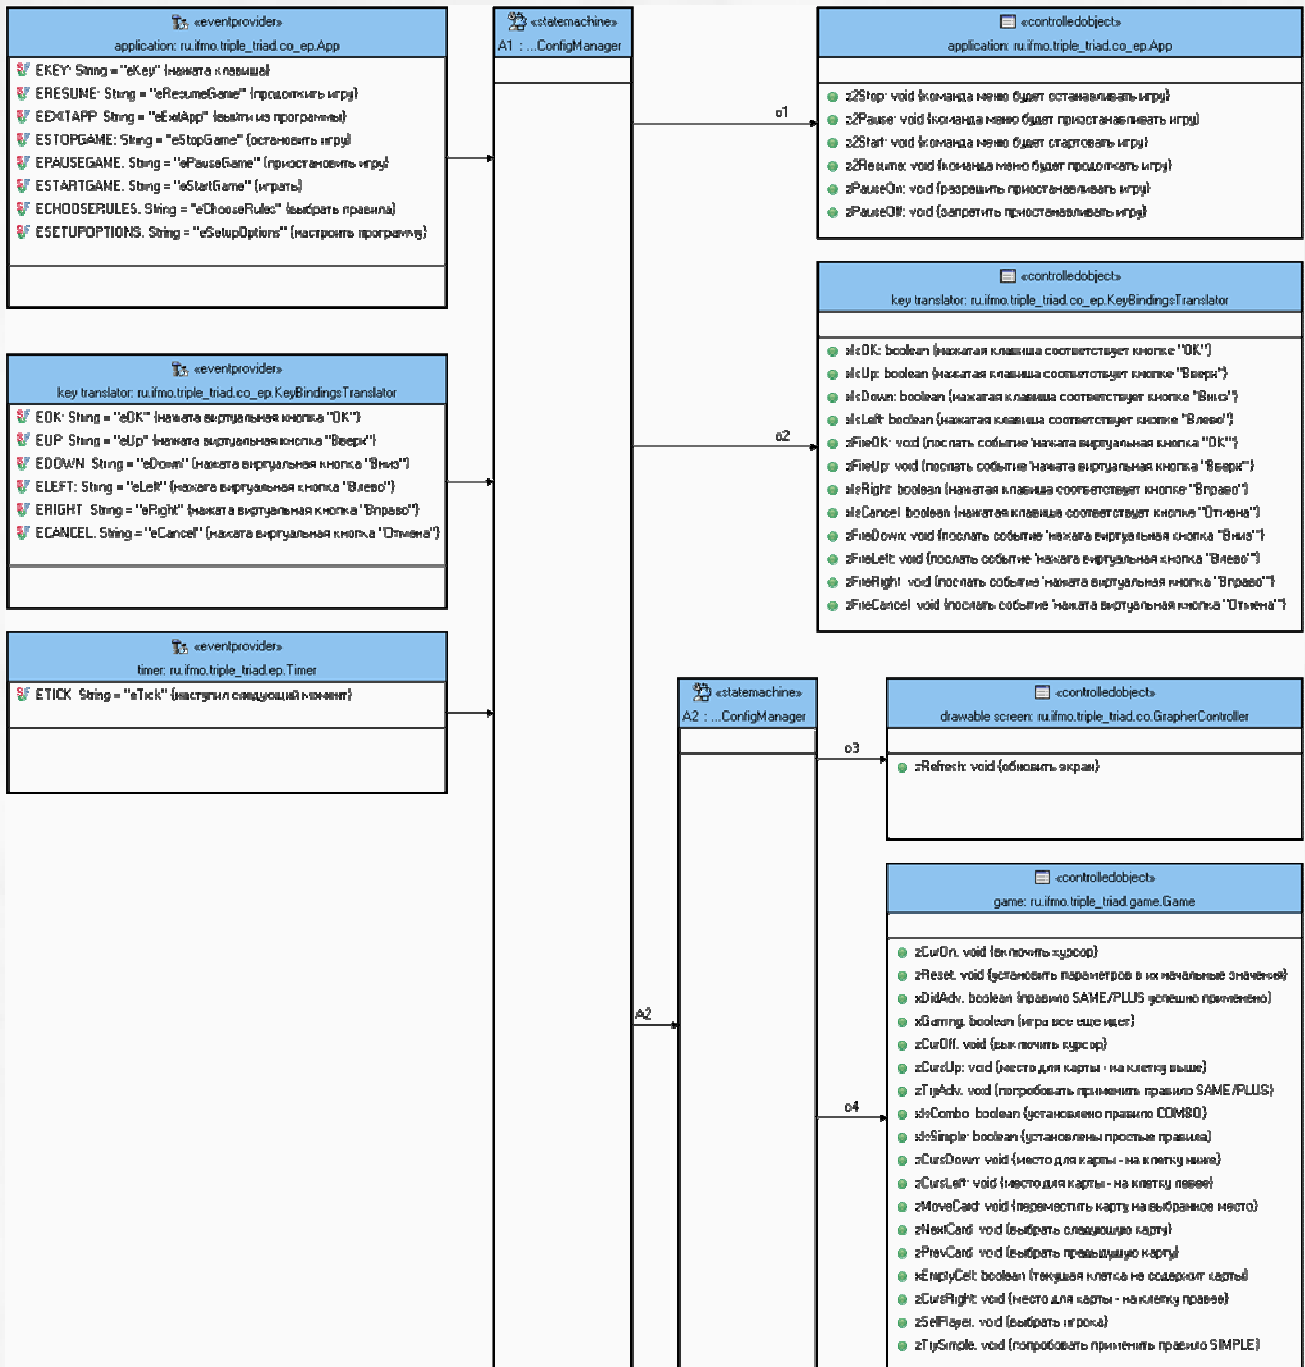 «eventprovider»
application: ru.ifmo.triple_triad.co_ep.App
EKEY: String = "eKey" {нажата клавиша}
ERESUME: String = "eResumeGame" {продолжить игру}
EEXITAPP: String = "eExitApp" {выйти из программы}
ESTOPGAME: String = "eStopGame" {остановить игру}
EPAUSEGAME: String = "ePauseGame" {приостановить игру}
ESTARTGAME: String = "eStartGame" {играть}
ECHOOSERULES: String = "eChooseRules" {выбрать правила}
ESETUPOPTIONS: String = "eSetupOptions" {настроить программу}
«eventprovider»
key translator: ru.ifmo.triple_triad.co_ep.KeyBindingsTranslator
EOK: String = "eOK" {нажата виртуальная кнопка "OK"}
EUP: String = "eUp" {нажата виртуальная кнопка "Вверх"}
EDOWN: String = "eDown" {нажата виртуальная кнопка "Вниз"}
ELEFT: String = "eLeft" {нажата виртуальная кнопка "Влево"}
ERIGHT: String = "eRight" {нажата виртуальная кнопка "Вправо"}
ECANCEL: String = "eCancel" {нажата виртуальная кнопка "Отмена"}
«eventprovider»
timer: ru.ifmo.triple_triad.ep.Timer
ETICK: String = "eTick" {наступил следующий момент}
«statemachine»
A1 : ...ConfigManager
o1
o2
A2
«controlledobject»
application: ru.ifmo.triple_triad.co_ep.App
z2Stop: void {команда меню будет останавливать игру}
z2Pause: void {команда меню будет приостанавливать игру}
z2Start: void {команда меню будет стартовать игру}
z2Resume: void {команда меню будет продолжать игру}
zPauseOn: void {разрешить приостанавливать игру}
zPauseOff: void {запретить приостанавливать игру}
«controlledobject»
key translator: ru.ifmo.triple_triad.co_ep.KeyBindingsTranslator
xIsOK: boolean {нажатая клавиша соответствует кнопке "OK"}
xIsUp: boolean {нажатая клавиша соответствует кнопке "Вверх"}
xIsDown: boolean {нажатая клавиша соответствует кнопке "Вниз"}
xIsLeft: boolean {нажатая клавиша соответствует кнопке "Влево"}
zFireOK: void {послать событие 'нажата виртуальная кнопка "OK"'}
zFireUp: void {послать событие 'нажата виртуальная кнопка "Вверх"'}
xIsRight: boolean {нажатая клавиша соответствует кнопке "Вправо"}
xIsCancel: boolean {нажатая клавиша соответствует кнопке "Отмена"}
zFireDown: void {послать событие 'нажата виртуальная кнопка "Вниз"'}
zFireLeft: void {послать событие 'нажата виртуальная кнопка "Влево"'}
zFireRight: void {послать событие 'нажата виртуальная кнопка "Вправо"'}
zFireCancel: void {послать событие 'нажата виртуальная кнопка "Отмена"'}
«statemachine»
A2 : ...ConfigManager
o3
o4
«controlledobject»
drawable screen: ru.ifmo.triple_triad.co.GrapherController
zRefresh: void {обновить экран}
«controlledobject»
game: ru.ifmo.triple_triad.game.Game
zCurOn: void {включить курсор}
zReset: void {установить параметров в их начальные значения}
xDidAdv: boolean {правило SAME/PLUS успешно применено}
xGaming: boolean {игра все еще идет}
zCurOff: void {выключить курсор}
zCursUp: void {место для карты - на клетку выше}
zTryAdv: void {попробовать применить правило SAME/PLUS}
xIsCombo: boolean {установлено правило COMBO}
xIsSimple: boolean {установлены простые правила}
zCursDown: void {место для карты - на клетку ниже}
zCursLeft: void {место для карты - на клетку левее}
zMoveCard: void {переместить карту на выбранное место}
zNextCard: void {выбрать следующую карту}
zPrevCard: void {выбрать предыдущую карту}
xEmptyCell: boolean {текущая клетка не содержит карты}
zCursRight: void {место для карты - на клетку правее}
zSelPlayer: void {выбрать игрока}
zTrySimple: void {попробовать применить правило SIMPLE}